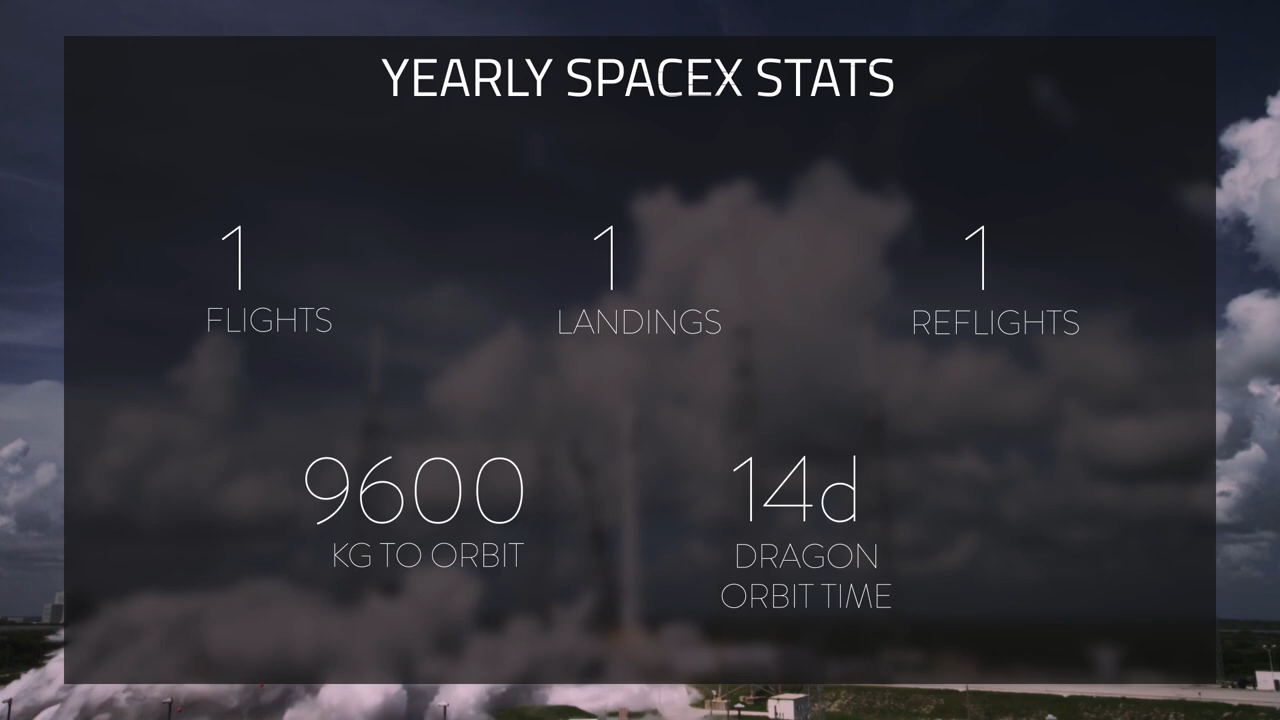 YEARLY SPACEX STATS
1
FLIGHTS
1
LANDINGS
1
REFLIGHTS
9600
KG TO ORBIT
14d
DRAGON
ORBIT TIME